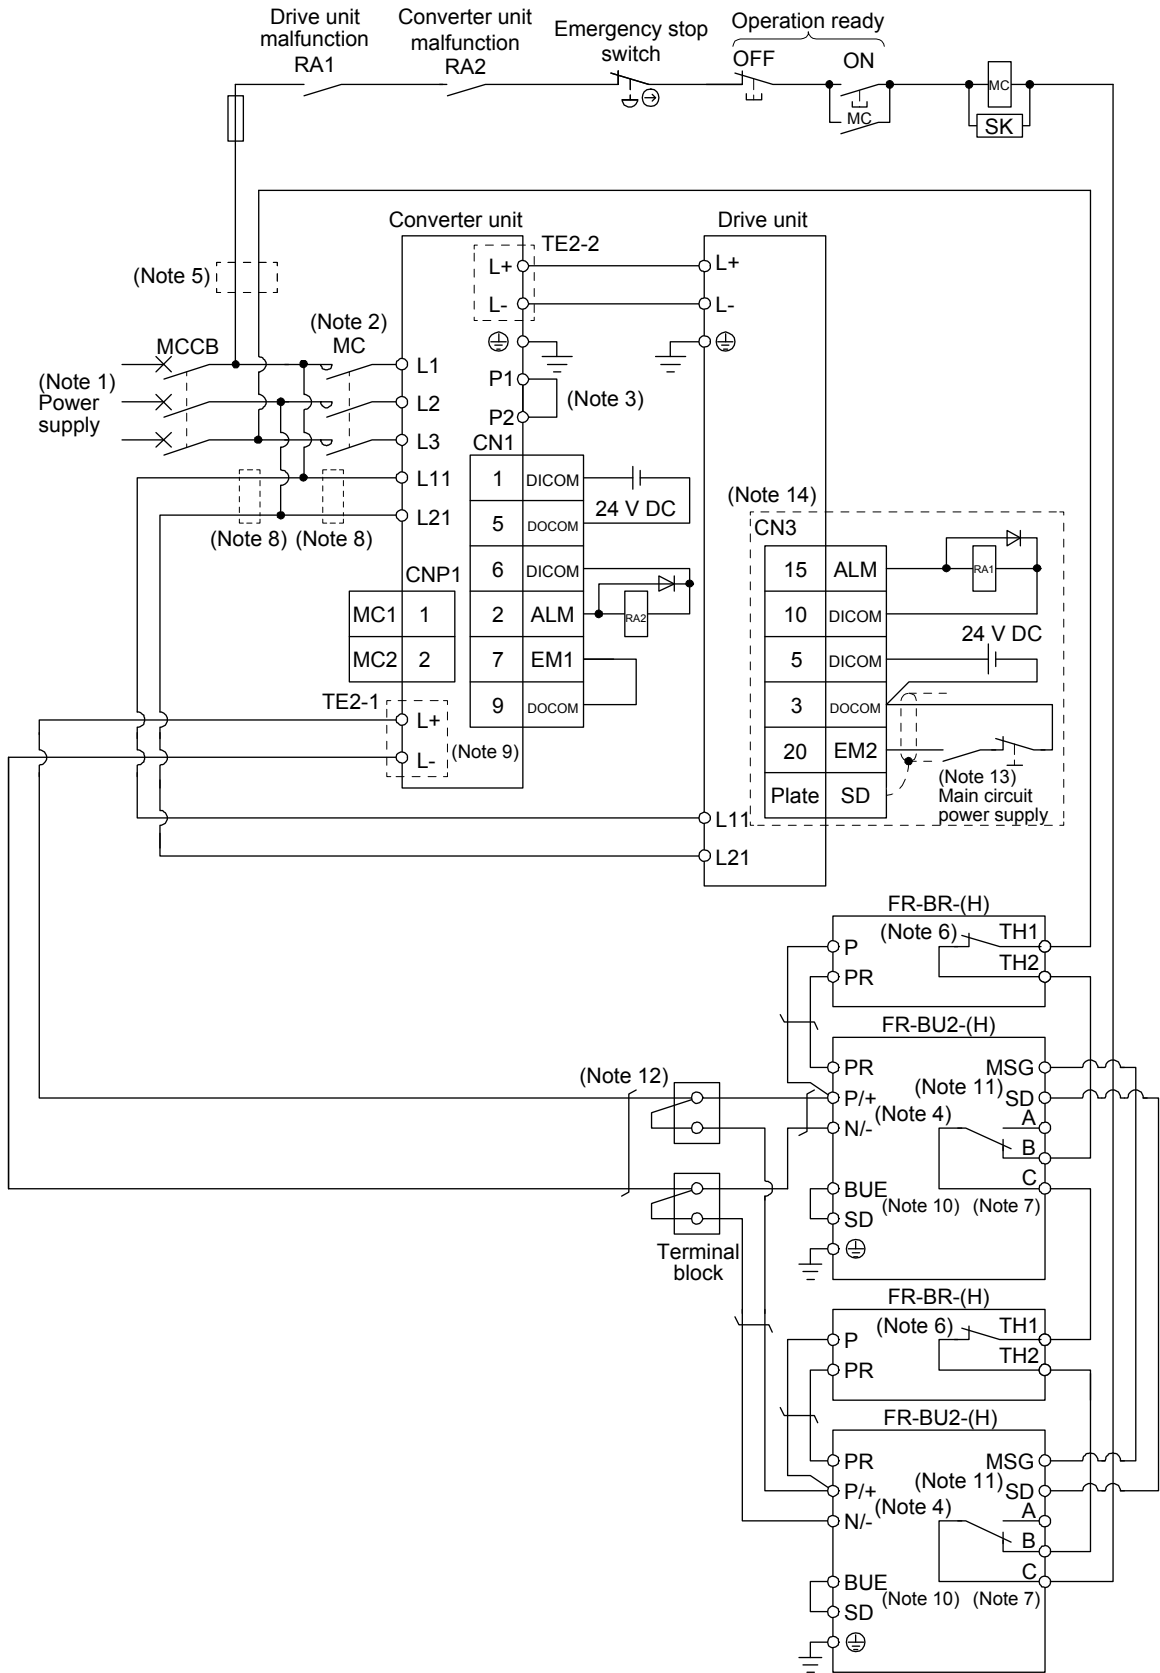 Drive unit
malfunction
RA1
Converter unit
malfunction
RA2
Emergency stop
switch
Operation ready
OFF
ON
MC
MC
SK
Converter unit
Drive unit
TE2-2
L+
L+
(Note 5)
L-
L-
(Note 2)
MC
MCCB
L1
P1
(Note 1)
Power
supply
(Note 3)
L2
P2
L3
CN1
L11
1
DICOM
24 V DC
(Note 14)
5
DOCOM
L21
(Note 8)
(Note 8)
CN3
CNP1
6
DICOM
15
ALM
RA1
MC1
1
2
ALM
RA2
10
DICOM
24 V DC
MC2
2
7
EM1
5
DICOM
TE2-1
9
DOCOM
3
DOCOM
L+
L-
(Note 9)
20
EM2
(Note 13)
Main circuit
power supply
Plate
SD
L11
L21
FR-BR-(H)
(Note 6)
TH1
P
TH2
PR
FR-BU2-(H)
PR
MSG
(Note 12)
(Note 11)
P/+
SD
(Note 4)
A
N/-
B
C
BUE
(Note 10)
(Note 7)
SD
Terminal
block
FR-BR-(H)
(Note 6)
TH1
P
TH2
PR
FR-BU2-(H)
PR
MSG
(Note 11)
P/+
SD
(Note 4)
A
N/-
B
C
BUE
(Note 10)
(Note 7)
SD